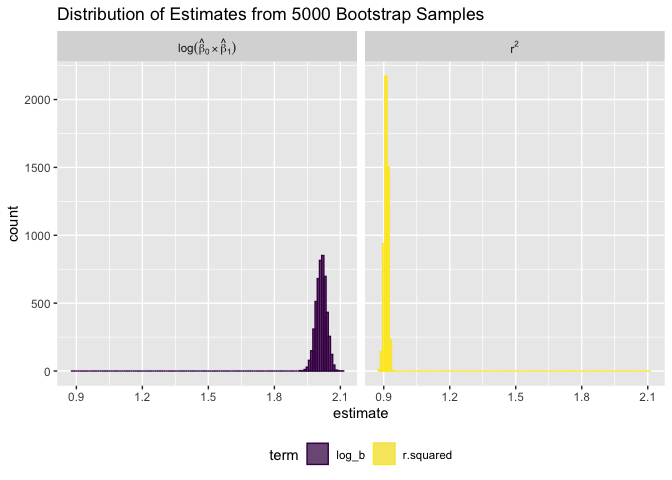 Distribution of Estimates from 5000 Bootstrap Samples
log(β̂₀ × β̂₁)
r²
count
2000
1500
1000
500
0
0.9 1.2 1.5 1.8 2.1
0.9 1.2 1.5 1.8 2.1
estimate
term log_b r.squared